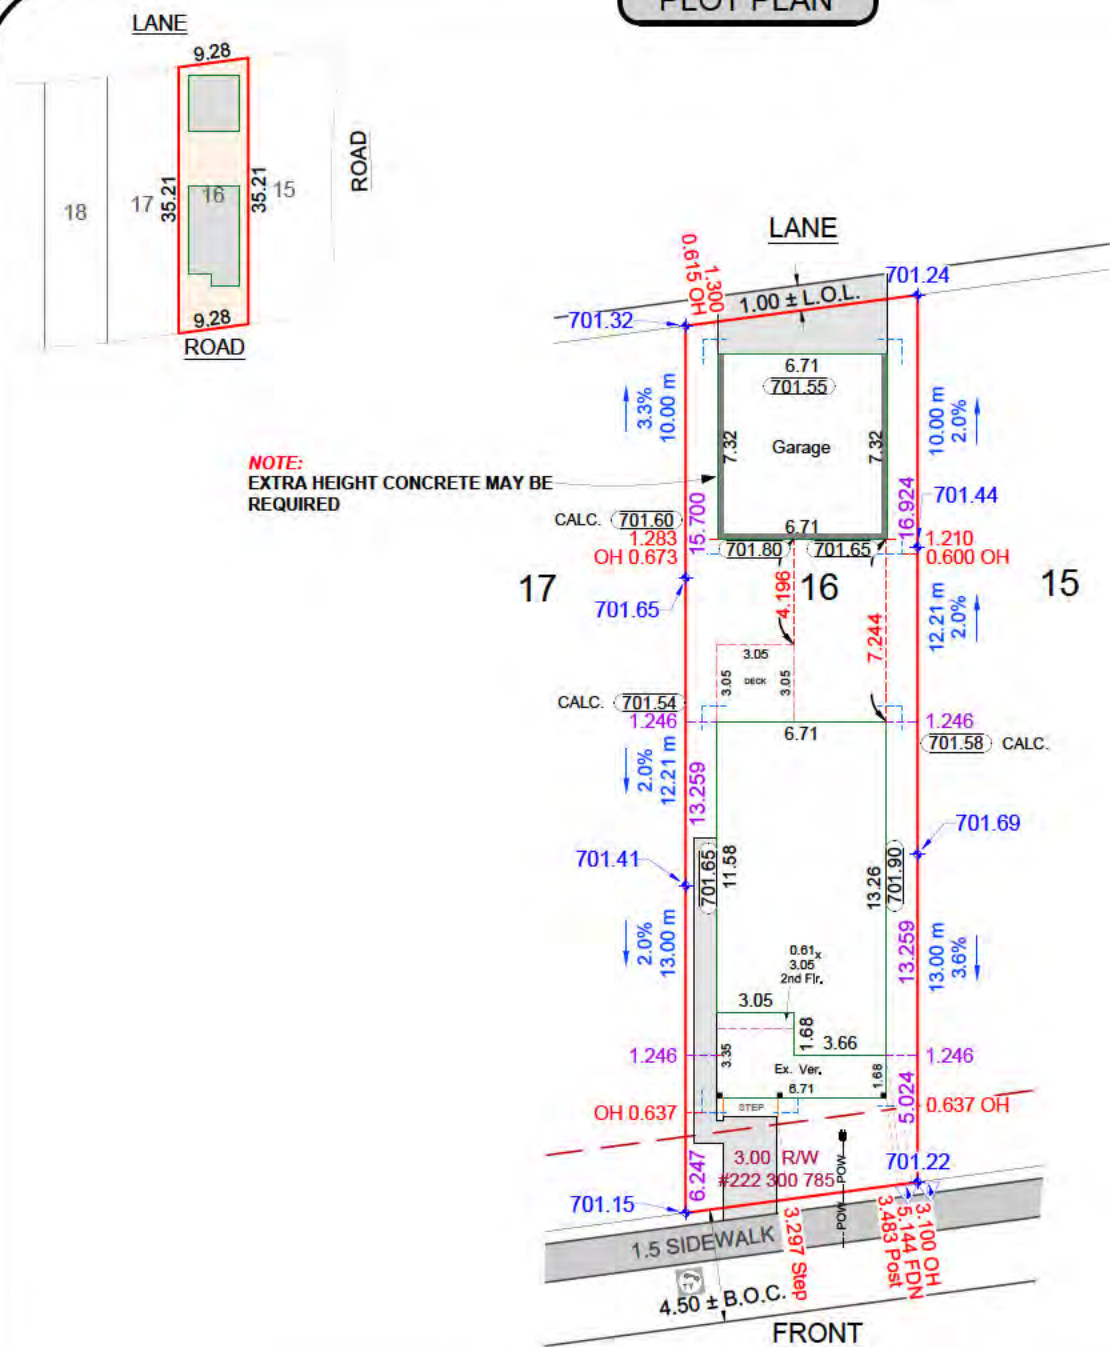 PLOT PLAN
LANE
9.28
18
17
35.21
16
35.21
15
ROAD
9.28
ROAD
LANE
0.615 OH
1.300
701.24
1.00 ± L.O.L.
701.32
6.71
701.55
3.3%
10.00 m
10.00 m
2.0%
7.32
Garage
7.32
NOTE:
EXTRA HEIGHT CONCRETE MAY BE
REQUIRED
15.700
16.924
701.44
CALC. 701.60
6.71
1.283
701.80
701.65
1.210
OH 0.673
0.600 OH
17
16
15
701.65
4.196
7.244
12.21 m
2.0%
3.05
3.05
DECK
3.05
CALC. 701.54
1.246
6.71
1.246
701.58 CALC.
2.0%
12.21 m
13.259
701.69
701.41
701.65
11.58
13.26
701.90
2.0%
13.00 m
13.259
13.00 m
3.6%
0.61x
3.05
2nd Flr.
3.05
1.68
3.66
1.246
3.35
1.246
Ex. Ver.
6.71
1.68
5.024
OH 0.637
STEP
0.637 OH
3.00 R/W
#222 300 785
POW
POW
701.22
6.247
701.15
1.5 SIDEWALK
3.297 Step
3.483 Post
5.144 FDN
3.100 OH
TV
4.50 ± B.O.C.
FRONT